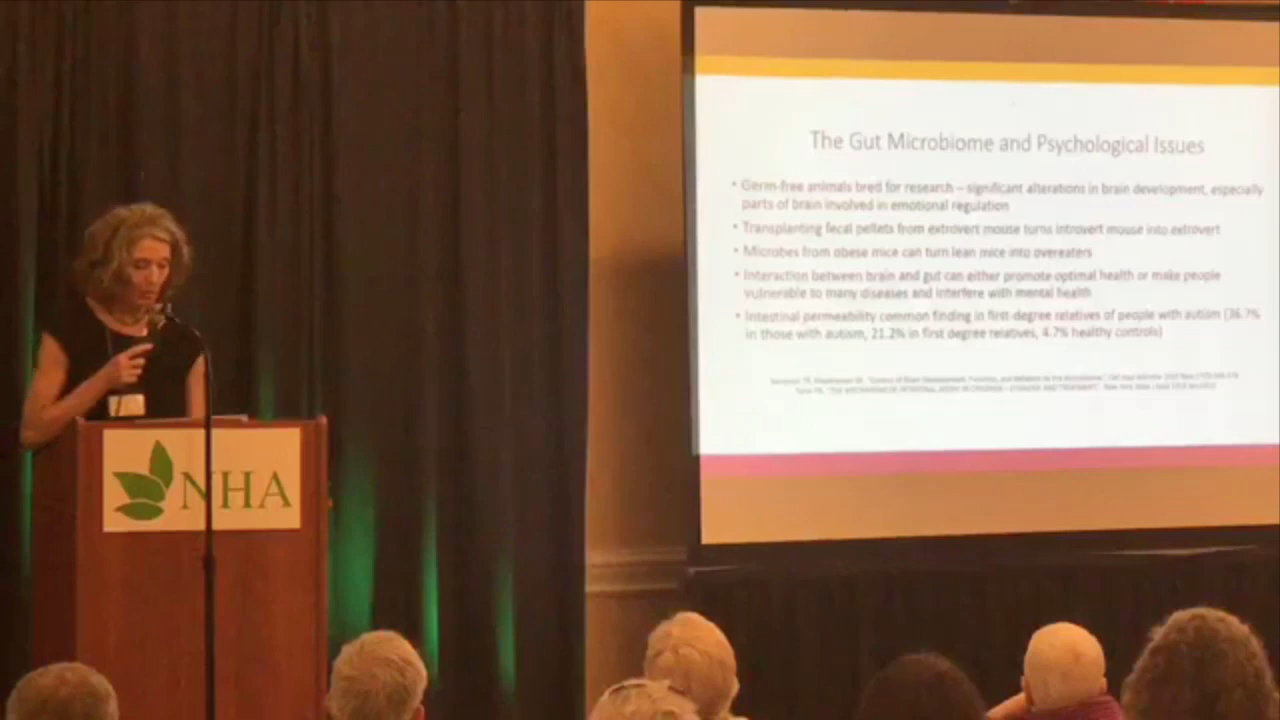 NHA
The Gut Microbiome and Psychological Issues
• Germ-free animals bred for research – significant alterations in brain development, especially
parts of brain involved in emotional regulation
• Transplanting fecal pellets from extrovert mouse turns introvert mouse into extrovert
• Microbes from obese mice can turn lean mice into overeaters
• Interaction between brain and gut can either promote optimal health or make people
vulnerable to many diseases and interfere with mental health
• Intestinal permeability common finding in first-degree relatives of people with autism (36.7%
in those with autism, 21.2% in first degree relatives, 4.7% healthy controls)